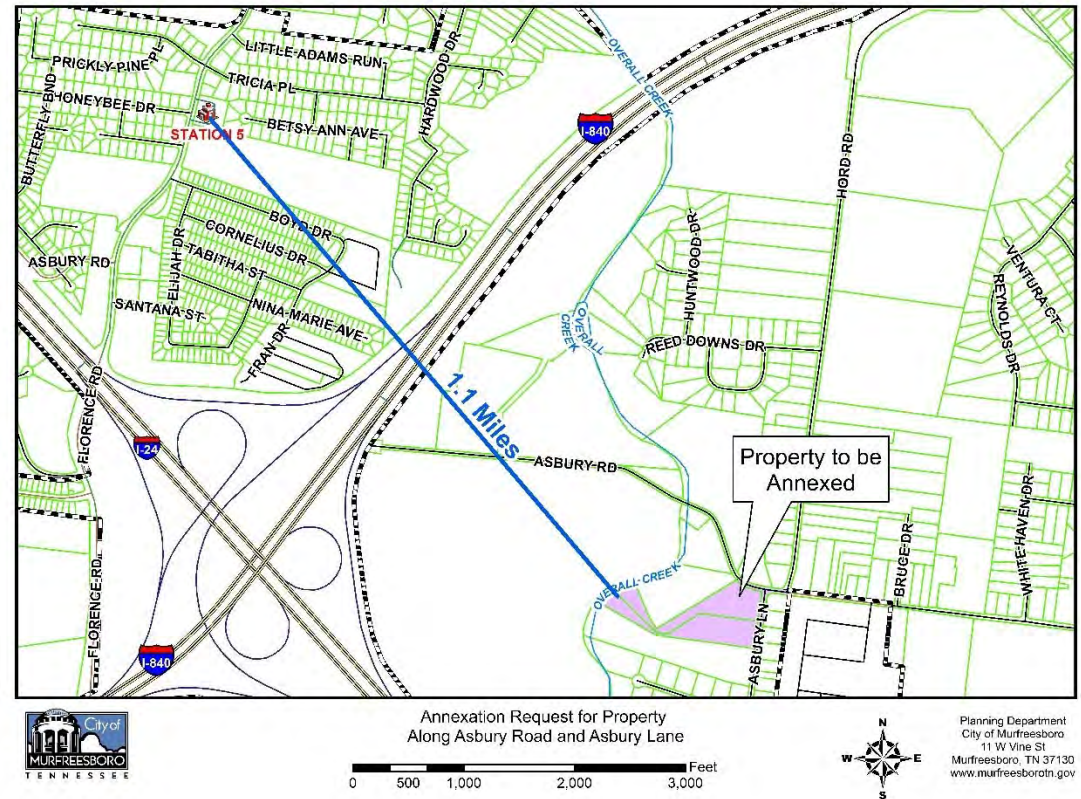 LITTLE ADAMS RUN
PRICKLY PINE PL
TRICIA PL
HARDWOOD DR
OVERALL CREEK
HONEYBEE DR
STATION 5
BETSY ANN AVE
BUTTERFLY BND
I-840
HORD RD
BOYD DR
CORNELIUS DR
TABITHA ST
ELIJAH DR
ASBURY RD
SANTANA ST
NINA MARIE AVE
FRAN DR
HUNTWOOD DR
VENTURA CT
REYNOLDS DR
OVERALL
CREEK
REED DOWNS DR
FLORENCE RD
1.1 Miles
I-24
ASBURY RD
Property to be
Annexed
WHITE HAVEN DR
BRUCE DR
OVERALL CREEK
ASBURY LN
FLORENCE RD
I-840
City of
MURFREESBORO
TENNESSEE
Annexation Request for Property
Along Asbury Road and Asbury Lane
Feet
0 500 1,000 2,000 3,000
N
W E
S
Planning Department
City of Murfreesboro
11 W Vine St
Murfreesboro, TN 37130
www.murfreesborotn.gov